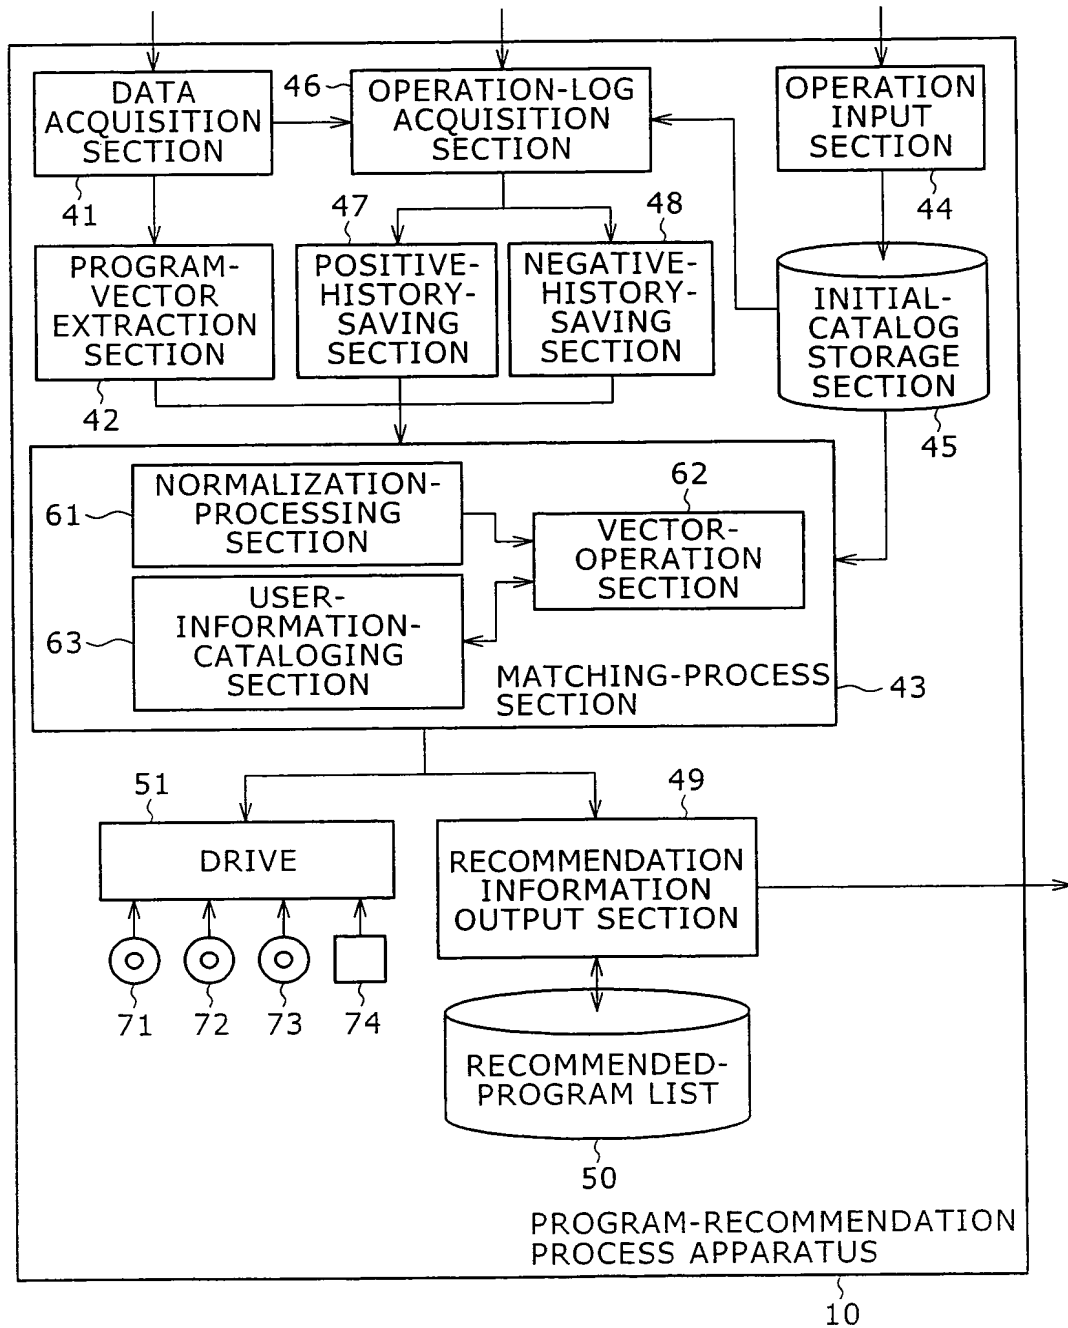 DATA
ACQUISITION
SECTION
41
46
OPERATION-LOG
ACQUISITION
SECTION
OPERATION
INPUT
SECTION
44
PROGRAM-
VECTOR
EXTRACTION
SECTION
42
47
POSITIVE-
HISTORY-
SAVING
SECTION
48
NEGATIVE-
HISTORY-
SAVING
SECTION
INITIAL-
CATALOG
STORAGE
SECTION
45
61
NORMALIZATION-
PROCESSING
SECTION
62
VECTOR-
OPERATION
SECTION
63
USER-
INFORMATION-
CATALOGING
SECTION
MATCHING-PROCESS
SECTION
43
51
DRIVE
71
72
73
74
49
RECOMMENDATION
INFORMATION
OUTPUT SECTION
RECOMMENDED-
PROGRAM LIST
50
PROGRAM-RECOMMENDATION
PROCESS APPARATUS
10